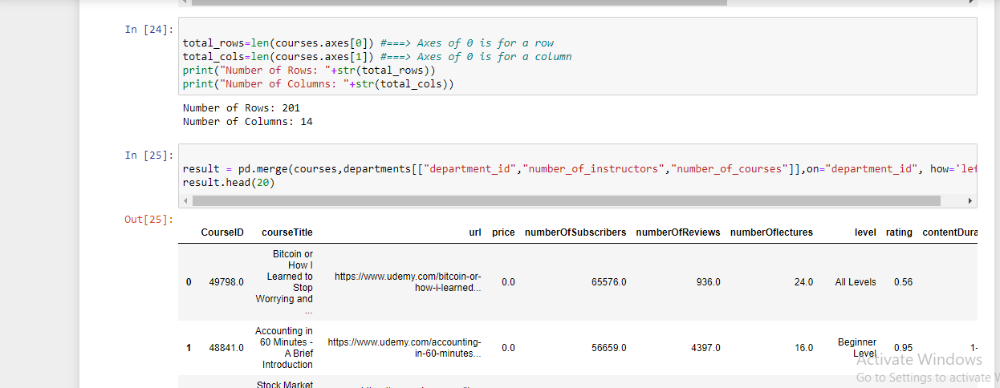 In [24]:
total_rows=len(courses.axes[0]) #===> Axes of 0 is for a row
total_cols=len(courses.axes[1]) #===> Axes of 0 is for a column
print("Number of Rows: "+str(total_rows))
print("Number of Columns: "+str(total_cols))
Number of Rows: 201
Number of Columns: 14
In [25]:
result = pd.merge(courses,departments[["department_id","number_of_instructors","number_of_courses"]],on="department_id", how='lef
result.head(20)
Out[25]:
CourseID courseTitle url price numberOfSubscribers numberOfReviews numberOflectures level rating contentDura
Bitcoin or
How I
Learned to
Stop
Worrying and
...
0 49798.0 https://www.udemy.com/bitcoin-or-
how-i-learned... 0.0 65576.0 936.0 24.0 All Levels 0.56
Accounting in
60 Minutes -
A Brief
Introduction
1 48841.0 https://www.udemy.com/accounting-
in-60-minutes... 0.0 56659.0 4397.0 16.0 Beginner
Level 0.95 1-
Stock Market
Activate Windows
Go to Settings to activate W